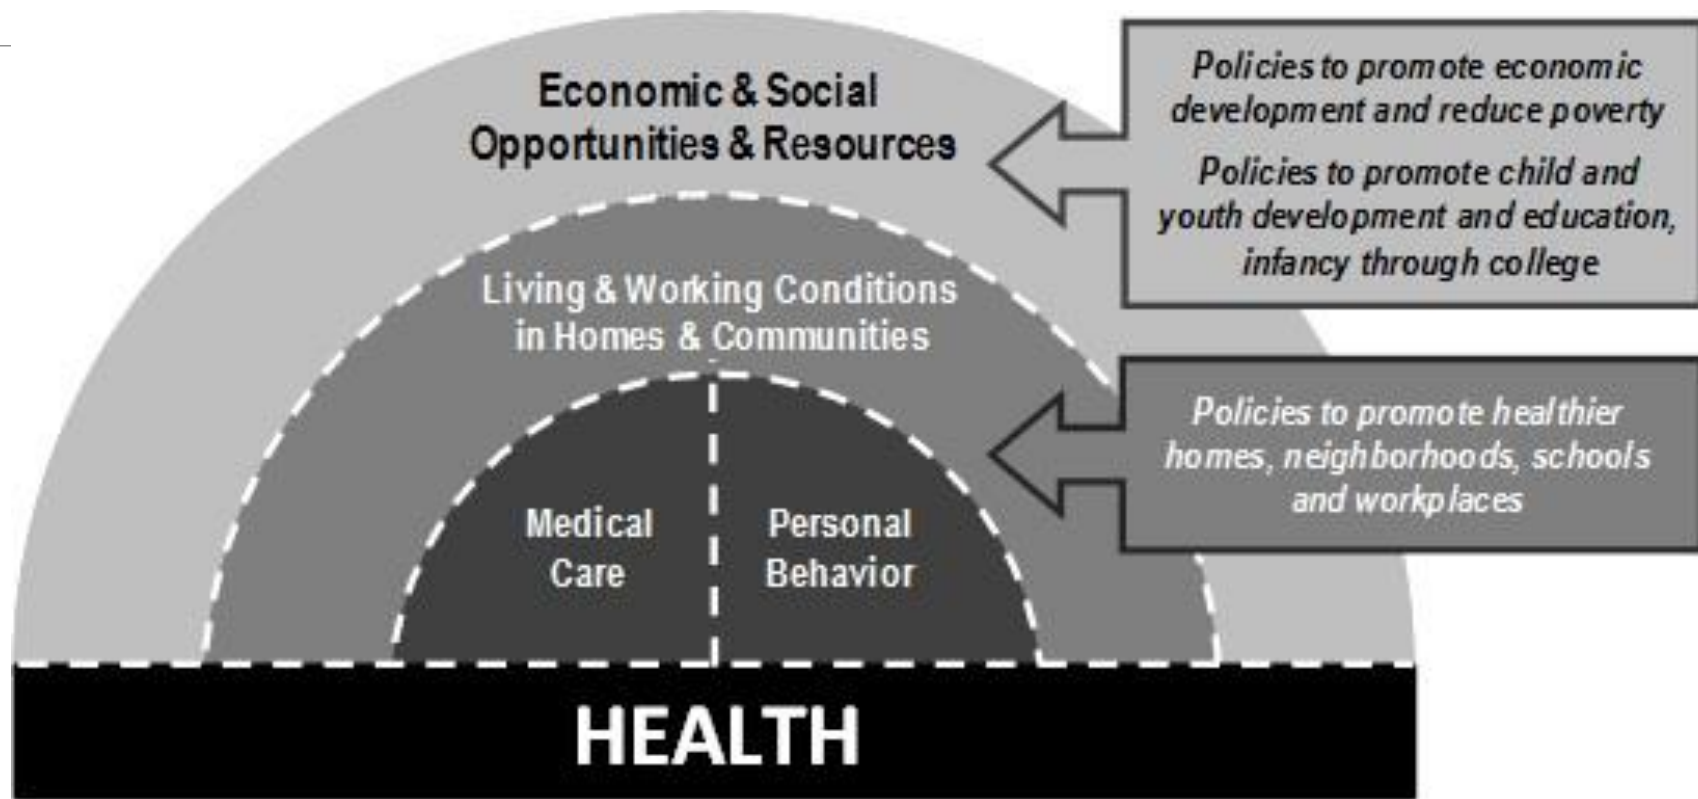 Economic & Social
Opportunities & Resources
Policies to promote economic
development and reduce poverty
Policies to promote child and
youth development and education,
infancy through college
Living & Working Conditions
in Homes & Communities
Policies to promote healthier
homes, neighborhoods, schools
and workplaces
Medical
Care
Personal
Behavior
HEALTH